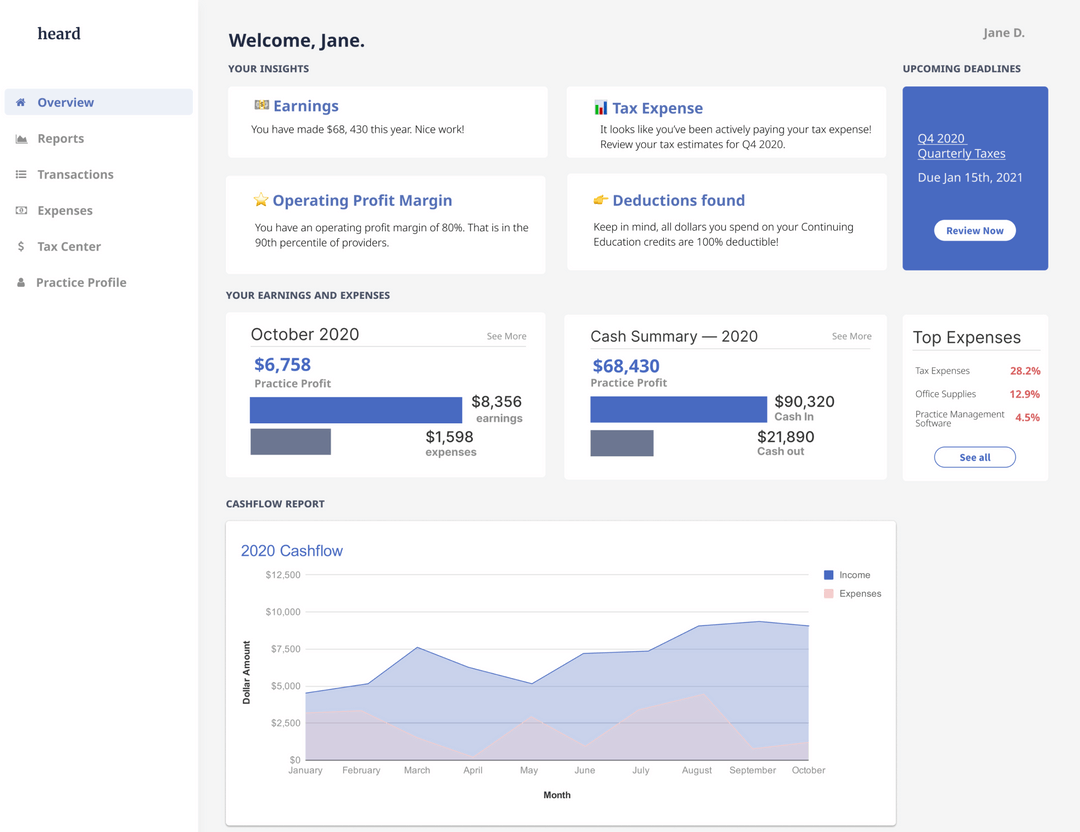 heard
Overview
Reports
Transactions
Expenses
Tax Center
Practice Profile
Welcome, Jane.
Jane D.
YOUR INSIGHTS
Earnings
You have made $68, 430 this year. Nice work!
Tax Expense
It looks like you’ve been actively paying your tax expense!
Review your tax estimates for Q4 2020.
Operating Profit Margin
You have an operating profit margin of 80%. That is in the
90th percentile of providers.
Deductions found
Keep in mind, all dollars you spend on your Continuing
Education credits are 100% deductible!
UPCOMING DEADLINES
Q4 2020
Quarterly Taxes
Due Jan 15th, 2021
Review Now
YOUR EARNINGS AND EXPENSES
October 2020
See More
$6,758
Practice Profit
$8,356
earnings
$1,598
expenses
Cash Summary — 2020
See More
$68,430
Practice Profit
$90,320
Cash In
$21,890
Cash out
Top Expenses
Tax Expenses 28.2%
Office Supplies 12.9%
Practice Management
Software
4.5%
See all
CASHFLOW REPORT
2020 Cashflow
$12,500
$10,000
$7,500
$5,000
$2,500
$0
Dollar Amount
January February March April May June July August September October
Month
Income
Expenses